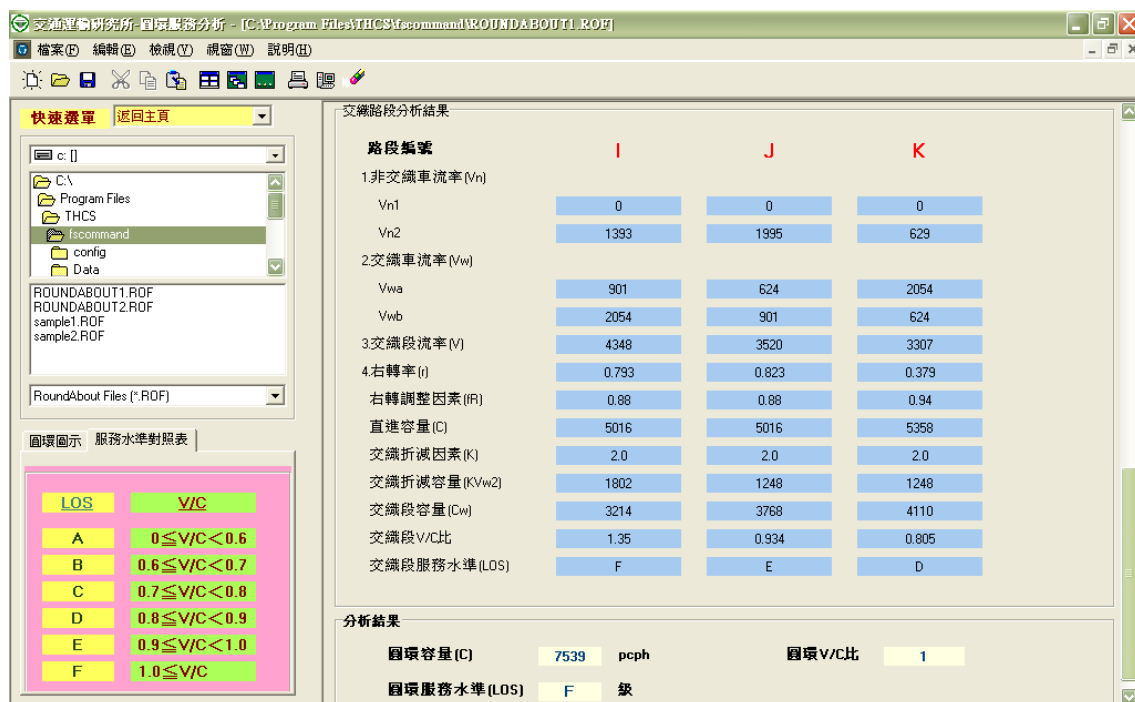 交通運輸研究所-圓環服務分析 - [C:\Program Files\THCS\fscommand\ROUNDABOUT1.ROF]
檔案(F) 編輯(E) 檢視(V) 視窗(W) 說明(H)
快速選單 返回主頁
c: []
C:\
Program Files
THCS
fscommand
config
Data
ROUNDABOUT1.ROF
ROUNDABOUT2.ROF
sample1.ROF
sample2.ROF
RoundAbout Files (*.ROF)
圓環圖示 服務水準對照表
LOS V/C
A 0≦V/C<0.6
B 0.6≦V/C<0.7
C 0.7≦V/C<0.8
D 0.8≦V/C<0.9
E 0.9≦V/C<1.0
F 1.0≦V/C
交織路段分析結果
路段編號 I J K
1.非交織車流率(Vn)
Vn1 0 0 0
Vn2 1393 1995 629
2.交織車流率(Vw)
Vwa 901 624 2054
Vwb 2054 901 624
3.交織段流率(V) 4348 3520 3307
4.右轉率(r) 0.793 0.823 0.379
右轉調整因素(fR) 0.88 0.88 0.94
直進容量(C) 5016 5016 5358
交織折減因素(K) 2.0 2.0 2.0
交織折減容量(KVw2) 1802 1248 1248
交織段容量(Cw) 3214 3768 4110
交織段V/C比 1.35 0.934 0.805
交織段服務水準(LOS) F E D
分析結果
圓環容量(C) 7539 pcph 圓環V/C比 1
圓環服務水準(LOS) F 級